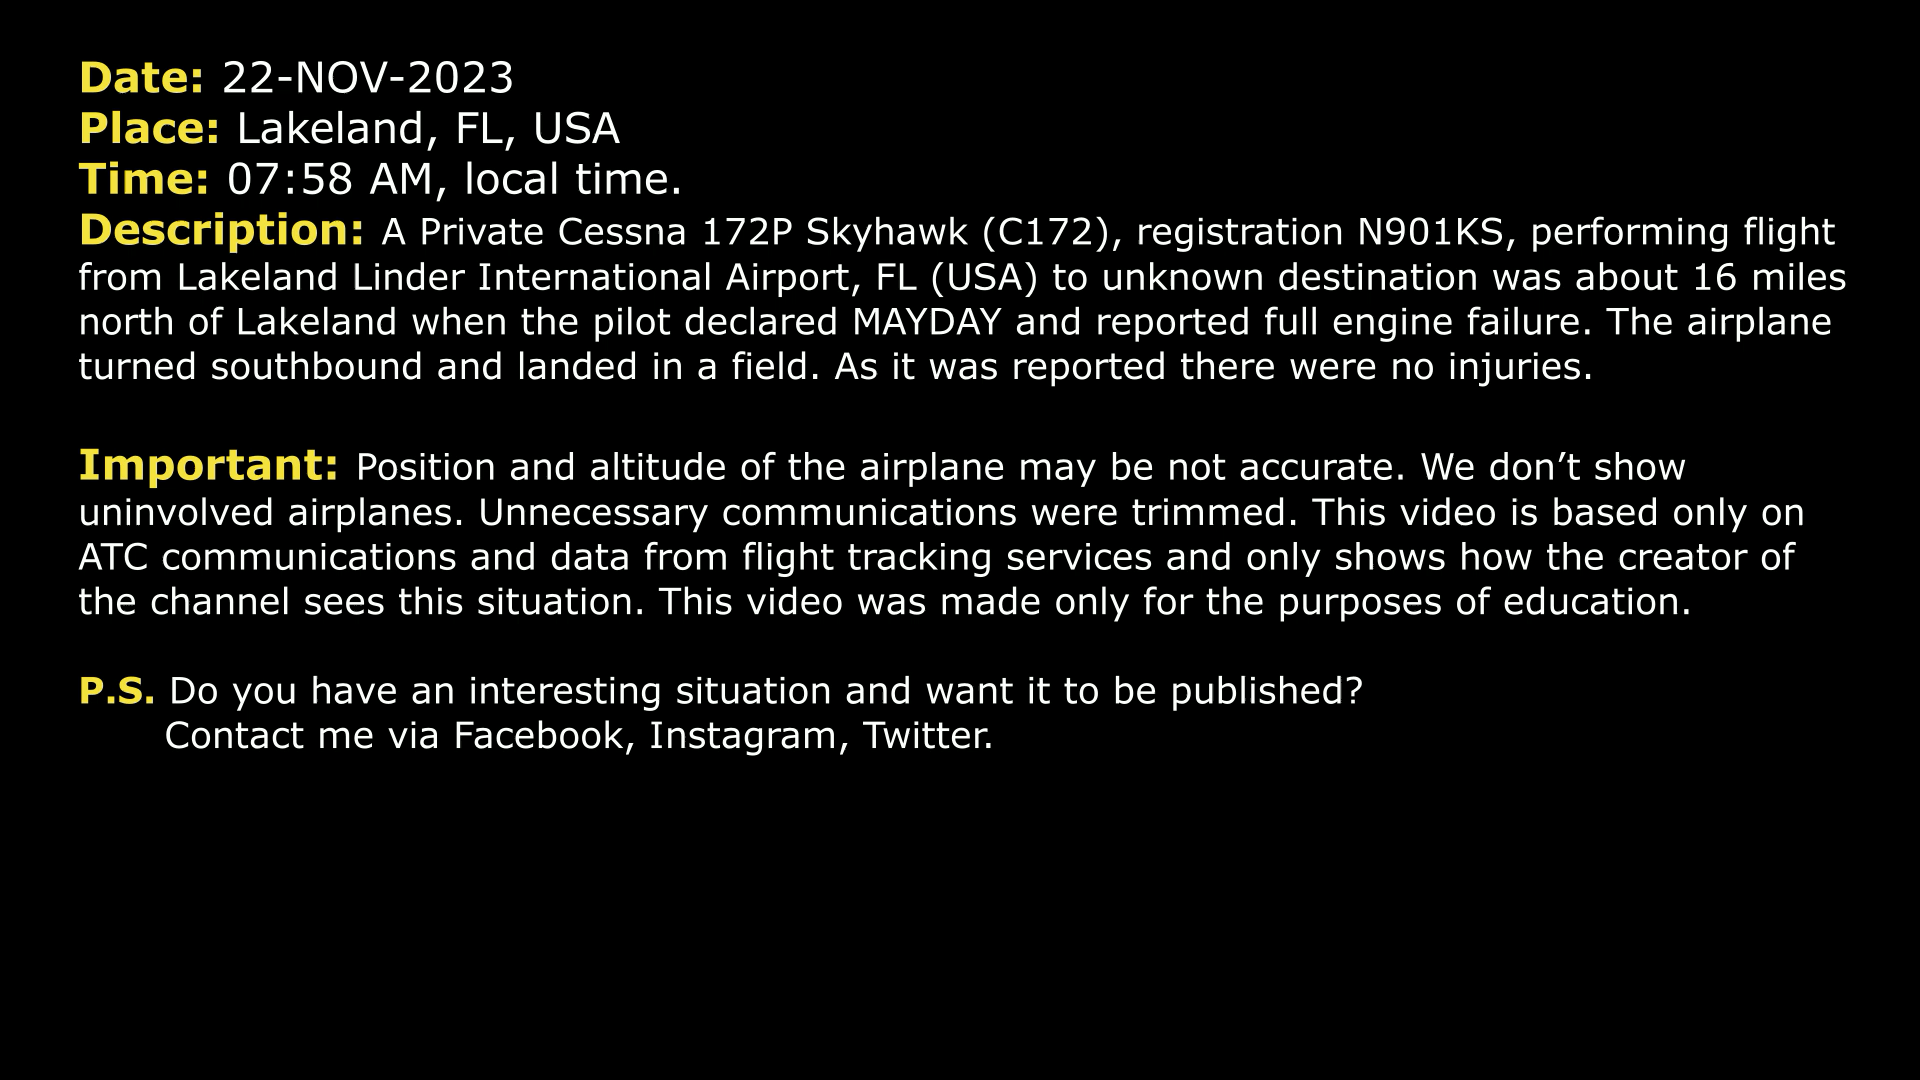 Date: 22-NOV-2023
Place: Lakeland, FL, USA
Time: 07:58 AM, local time.
Description: A Private Cessna 172P Skyhawk (C172), registration N901KS, performing flight
from Lakeland Linder International Airport, FL (USA) to unknown destination was about 16 miles
north of Lakeland when the pilot declared MAYDAY and reported full engine failure. The airplane
turned southbound and landed in a field. As it was reported there were no injuries.
Important: Position and altitude of the airplane may be not accurate. We don’t show
uninvolved airplanes. Unnecessary communications were trimmed. This video is based only on
ATC communications and data from flight tracking services and only shows how the creator of
the channel sees this situation. This video was made only for the purposes of education.
P.S. Do you have an interesting situation and want it to be published?
Contact me via Facebook, Instagram, Twitter.